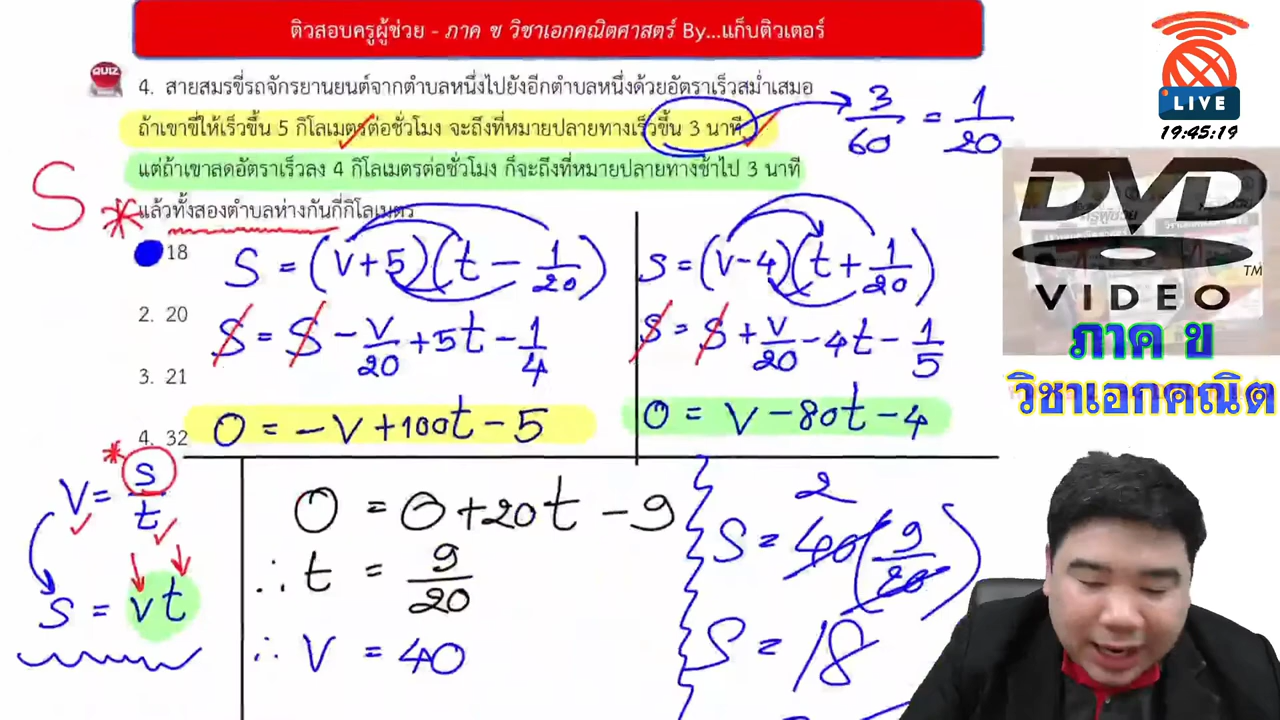 ติวสอบครูผู้ช่วย - ภาค ข วิชาเอกคณิตศาสตร์ By...แก็บติวเตอร์
QUIZ
4. สายสมรขี่รถจักรยานยนต์จากตำบลหนึ่งไปยังอีกตำบลหนึ่งด้วยอัตราเร็วสม่ำเสมอ
ถ้าเขาขี่ให้เร็วขึ้น 5 กิโลเมตรต่อชั่วโมง จะถึงที่หมายปลายทางเร็วขึ้น 3 นาที
แต่ถ้าเขาลดอัตราเร็วลง 4 กิโลเมตรต่อชั่วโมง ก็จะถึงที่หมายปลายทางช้าไป 3 นาที
แล้วทั้งสองตำบลห่างกันกี่กิโลเมตร
18
2. 20
3. 21
4. 32
3/60 = 1/20
S *
S = (v+5)(t - 1/20)
S = S - v/20 + 5t - 1/4
0 = -v + 100t - 5
S = (v-4)(t + 1/20)
S = S + v/20 - 4t - 1/5
0 = v - 80t - 4
* v = s/t
s = vt
0 = 0 + 20t - 9
∴ t = 9/20
∴ v = 40
2
S = 40(9/20)
S = 18
LIVE
19:45:19
DVD
TM
VIDEO
ภาค ข
วิชาเอกคณิต